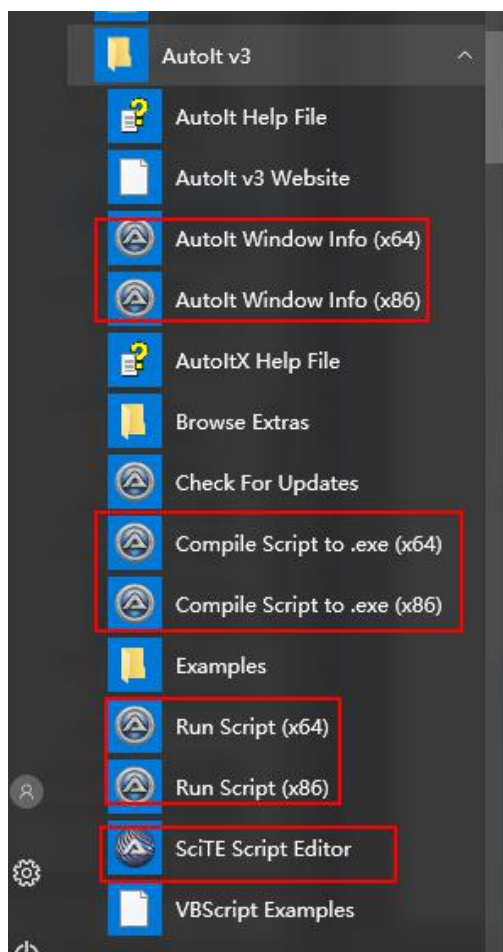 AutoIt v3
AutoIt Help File
AutoIt v3 Website
AutoIt Window Info (x64)
AutoIt Window Info (x86)
AutoItX Help File
Browse Extras
Check For Updates
Compile Script to .exe (x64)
Compile Script to .exe (x86)
Examples
Run Script (x64)
Run Script (x86)
SciTE Script Editor
VBScript Examples